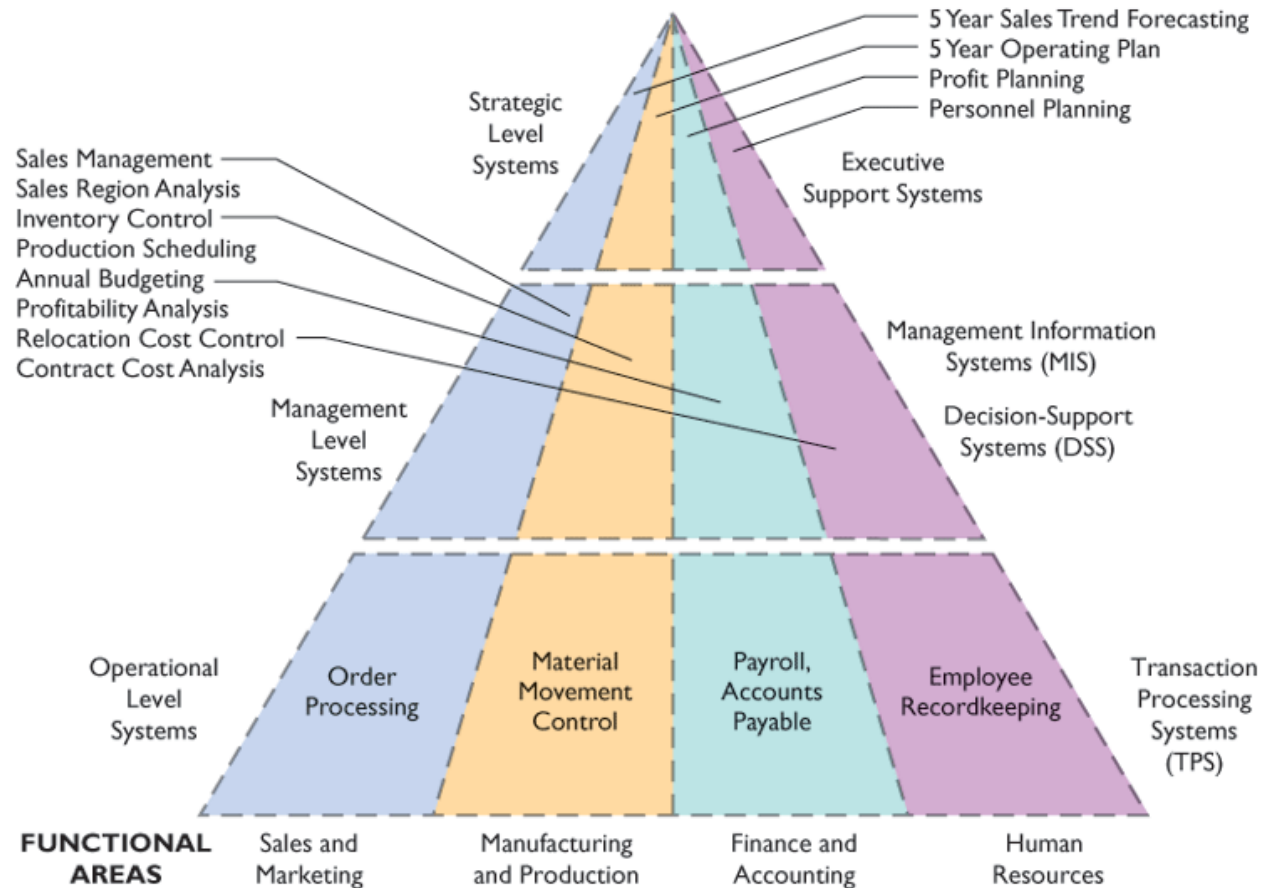 5 Year Sales Trend Forecasting
5 Year Operating Plan
Profit Planning
Personnel Planning
Strategic
Level
Systems
Executive
Support Systems
Sales Management
Sales Region Analysis
Inventory Control
Production Scheduling
Annual Budgeting
Profitability Analysis
Relocation Cost Control
Contract Cost Analysis
Management
Level
Systems
Management Information
Systems (MIS)
Decision-Support
Systems (DSS)
Operational
Level
Systems
Order
Processing
Material
Movement
Control
Payroll,
Accounts
Payable
Employee
Recordkeeping
Transaction
Processing
Systems
(TPS)
FUNCTIONAL
AREAS
Sales and
Marketing
Manufacturing
and Production
Finance and
Accounting
Human
Resources